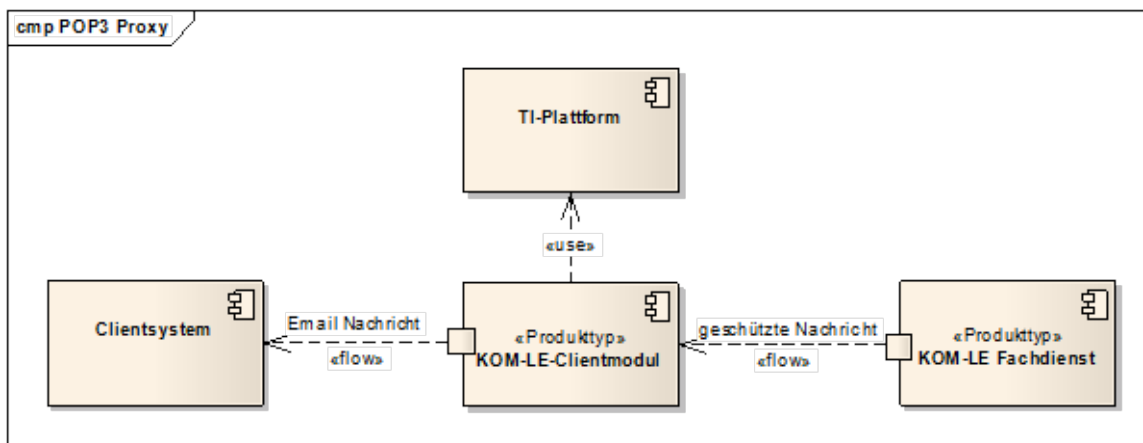 cmp POP3 Proxy
TI-Plattform
«use»
Clientsystem
Email Nachricht
«flow»
«Produkttyp»
KOM-LE-Clientmodul
geschützte Nachricht
«flow»
«Produkttyp»
KOM-LE Fachdienst